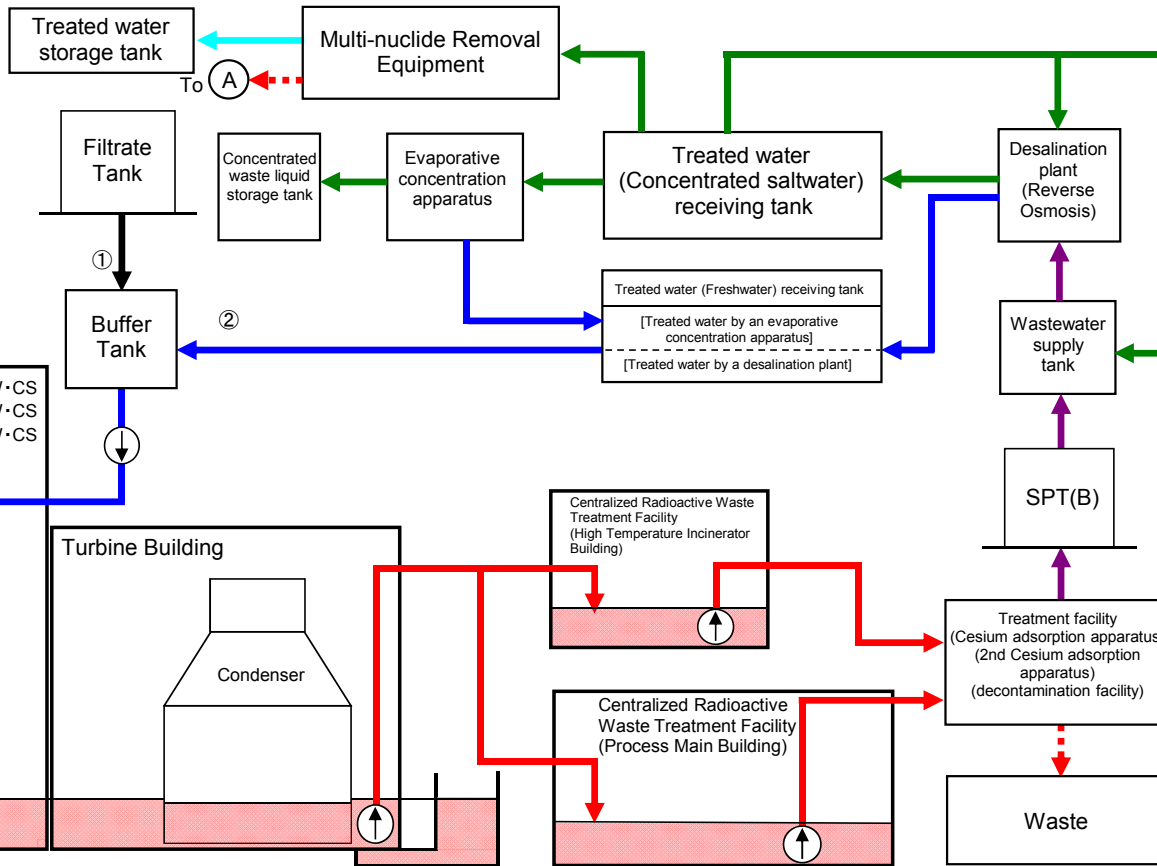 Treated water
storage tank
Multi-nuclide Removal
Equipment
To
A
Filtrate
Tank
Concentrated
waste liquid
storage tank
Evaporative
concentration
apparatus
Treated water
(Concentrated saltwater)
receiving tank
Desalination
plant
(Reverse
Osmosis)
①
②
Buffer
Tank
Treated water (Freshwater) receiving tank
[Treated water by an evaporative
concentration apparatus]
[Treated water by a desalination plant]
Wastewater
supply
tank
・CS
・CS
・CS
SPT(B)
Turbine Building
Condenser
Centralized Radioactive Waste
Treatment Facility
(High Temperature Incinerator
Building)
Centralized Radioactive
Waste Treatment Facility
(Process Main Building)
Treatment facility
(Cesium adsorption apparatus
(2nd Cesium adsorption
apparatus)
(decontamination facility)
Waste